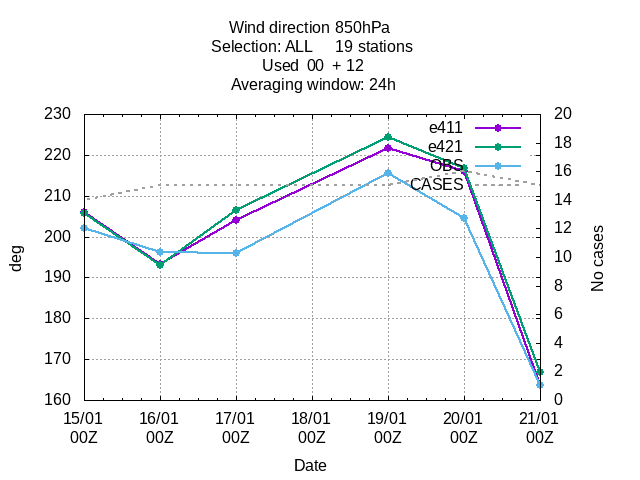 Wind direction 850hPa
Selection: ALL     19 stations
Used  00  + 12
Averaging window: 24h
230
220
210
200
190
180
170
160
20
18
16
14
12
10
8
6
4
2
0
deg
No cases
e411
e421
OBS
CASES
15/01 16/01 17/01 18/01 19/01 20/01 21/01
00Z 00Z 00Z 00Z 00Z 00Z 00Z
Date